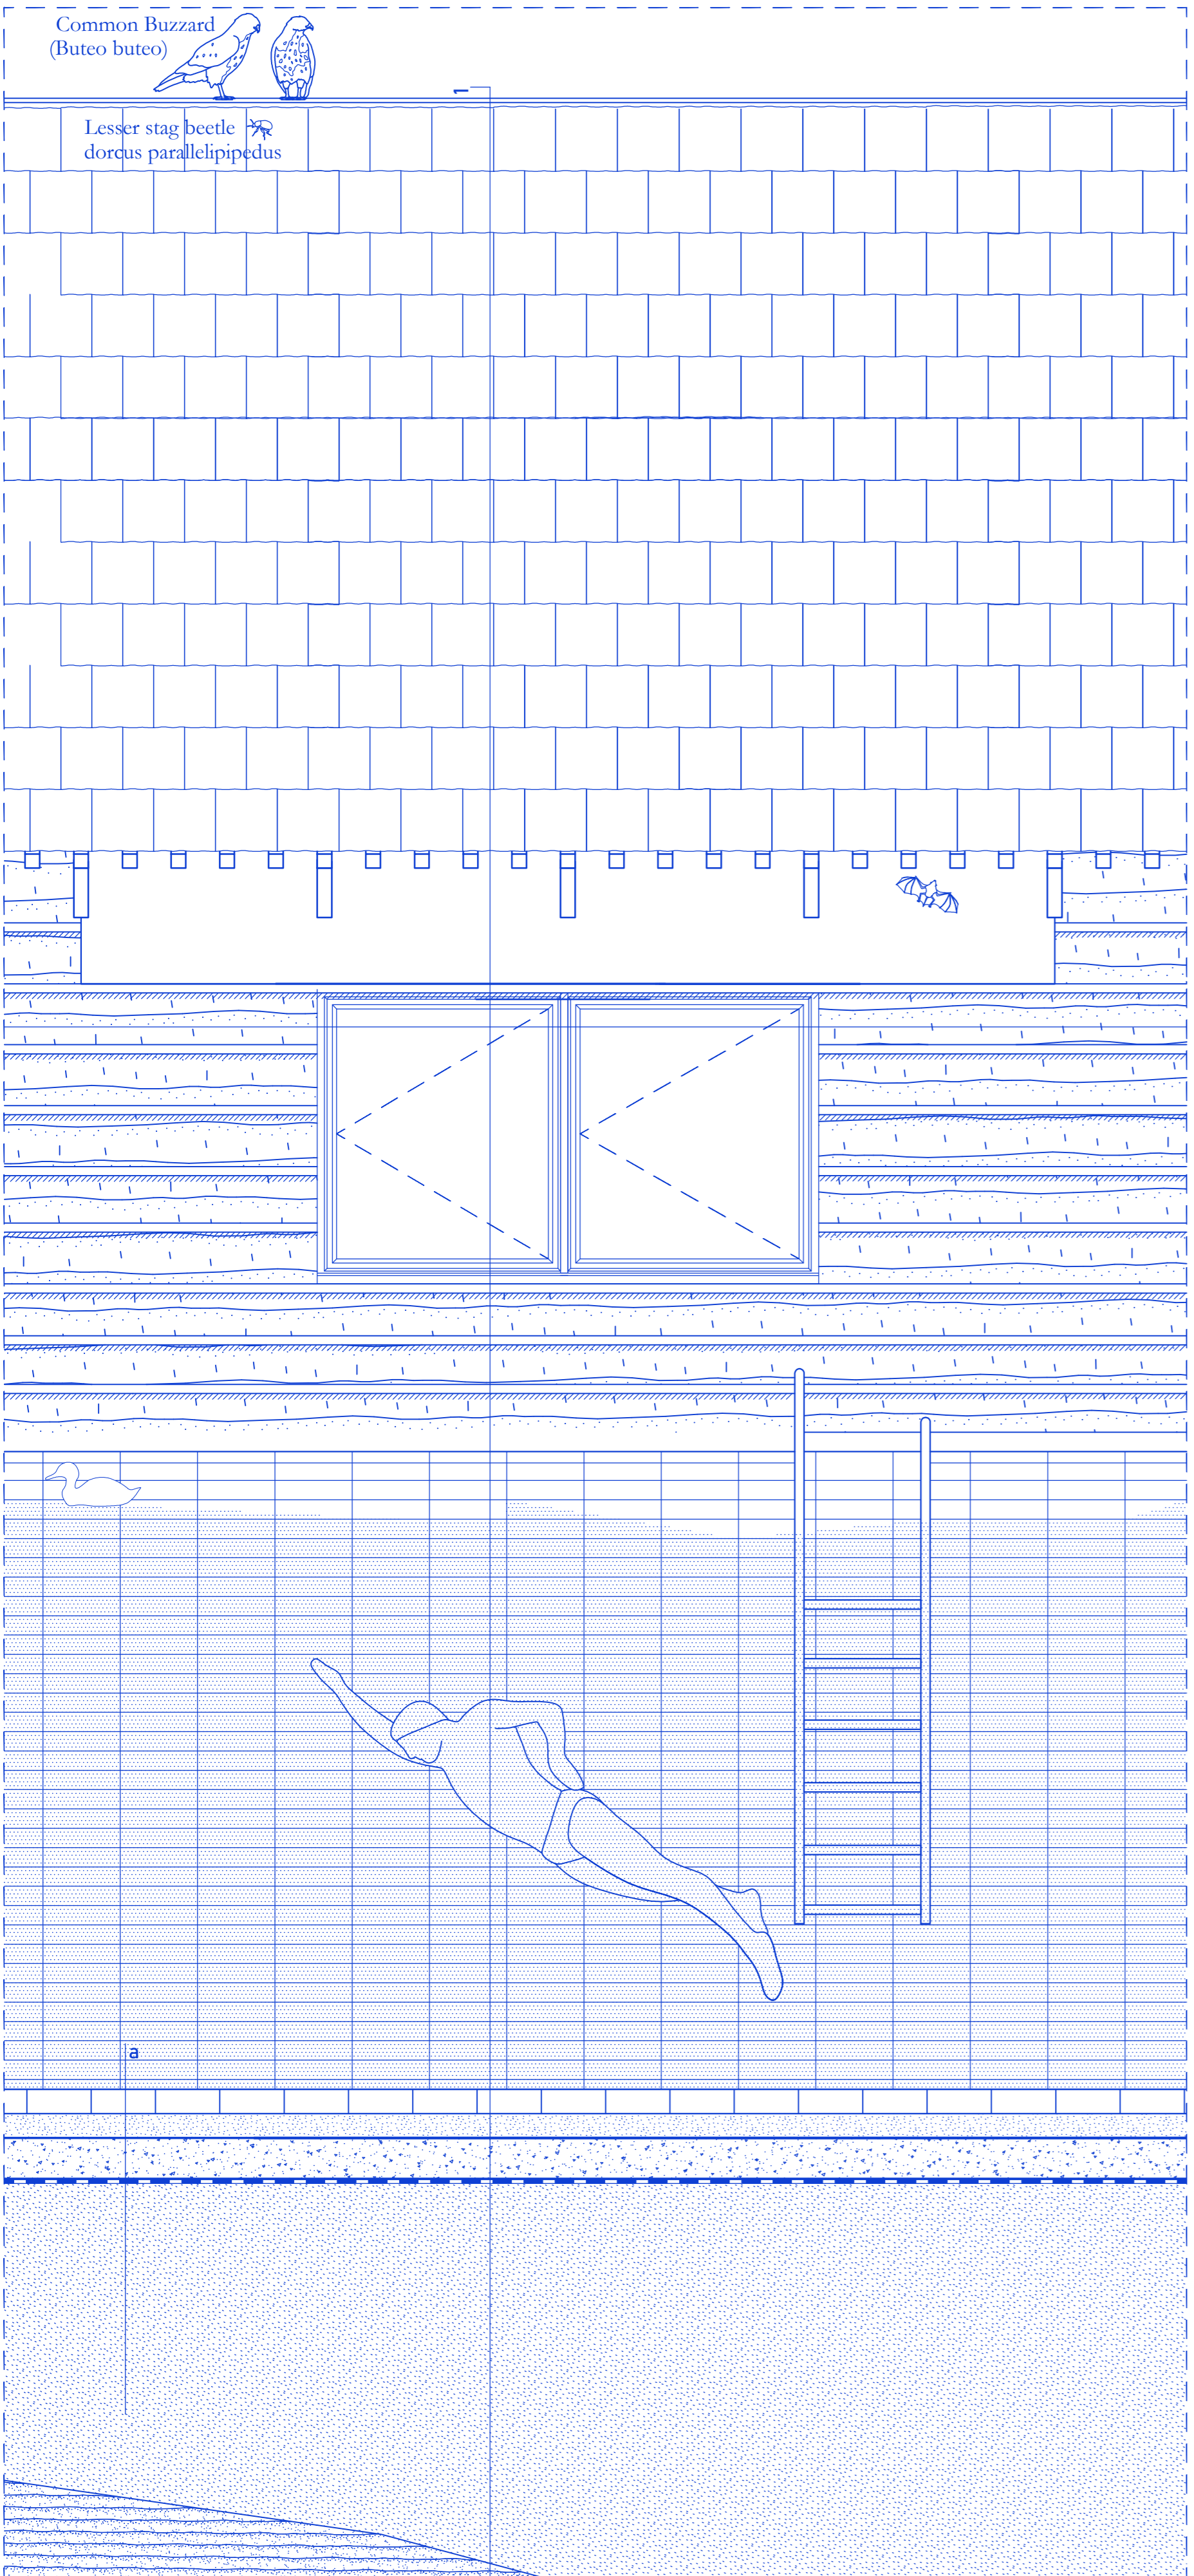 Common Buzzard
(Buteo buteo)
1
Lesser stag beetle
dorcus parallelipipedus
a